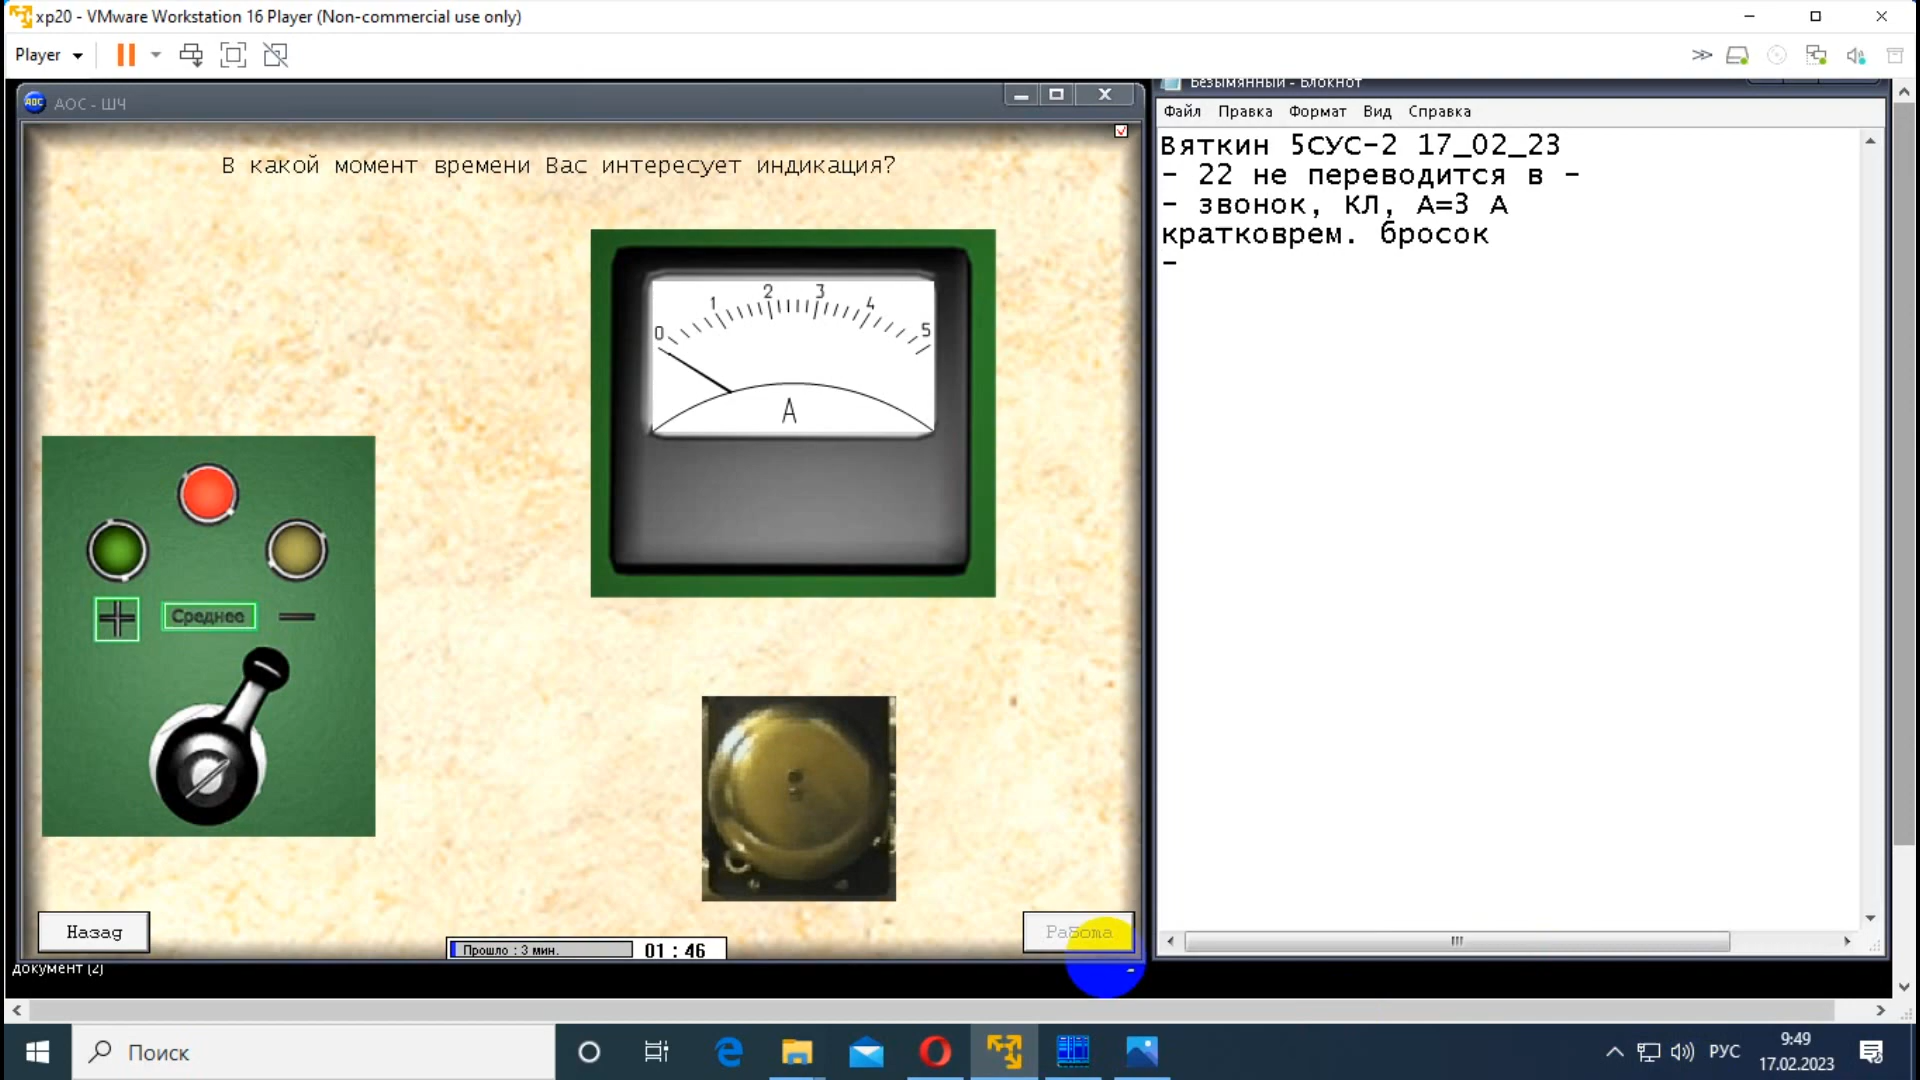 xp20 - VMware Workstation 16 Player (Non-commercial use only)
Player
АОС - ШЧ
В какой момент времени Вас интересует индикация?
0 1 2 3 4 5
A
Среднее
Назад
Прошло : 3 мин.
01 : 46
Работа
документ (2)
Безымянный - Блокнот
Файл Правка Формат Вид Справка
Вяткин 5СУС-2 17_02_23
- 22 не переводится в -
- звонок, КЛ, А=3 А
кратковрем. бросок
-
Поиск
РУС
9:49
17.02.2023